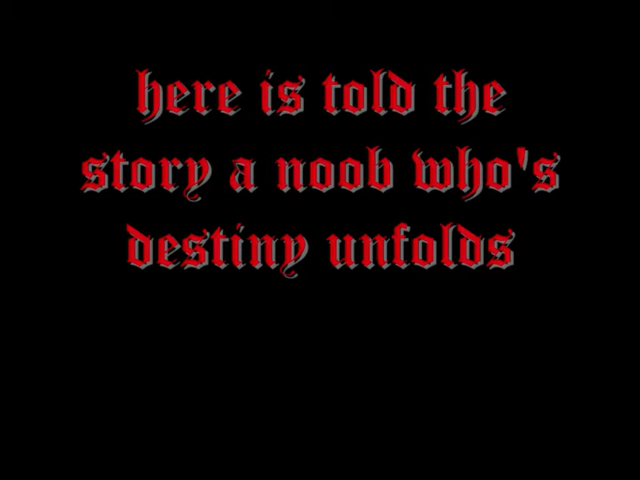 here is told the
story a noob who's
destiny unfolds